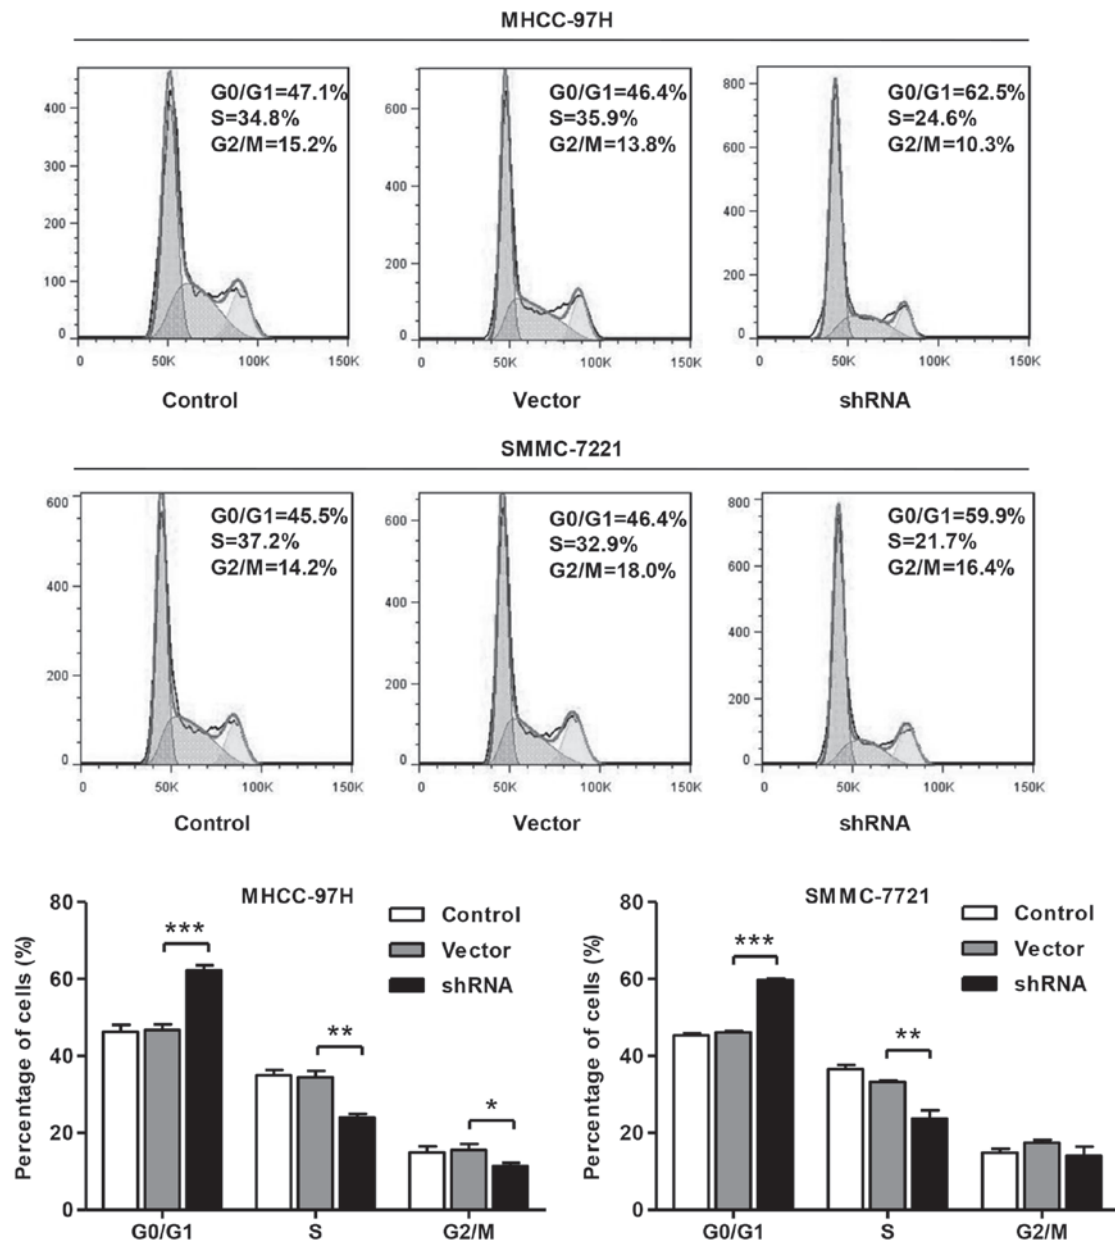 MHCC-97H
G0/G1=47.1%
S=34.8%
G2/M=15.2%
400
300
200
100
0
0 50K 100K 150K
Control
G0/G1=46.4%
S=35.9%
G2/M=13.8%
600
400
200
0
0 50K 100K 150K
Vector
G0/G1=62.5%
S=24.6%
G2/M=10.3%
800
600
400
200
0
0 50K 100K 150K
shRNA
SMMC-7221
G0/G1=45.5%
S=37.2%
G2/M=14.2%
600
400
200
0
0 50K 100K 150K
Control
G0/G1=46.4%
S=32.9%
G2/M=18.0%
600
400
200
0
0 50K 100K 150K
Vector
G0/G1=59.9%
S=21.7%
G2/M=16.4%
800
600
400
200
0
0 50K 100K 150K
shRNA
MHCC-97H
Control
Vector
shRNA
Percentage of cells (%)
80
60
40
20
0
***
**
*
G0/G1 S G2/M
SMMC-7721
Control
Vector
shRNA
Percentage of cells (%)
80
60
40
20
0
***
**
G0/G1 S G2/M